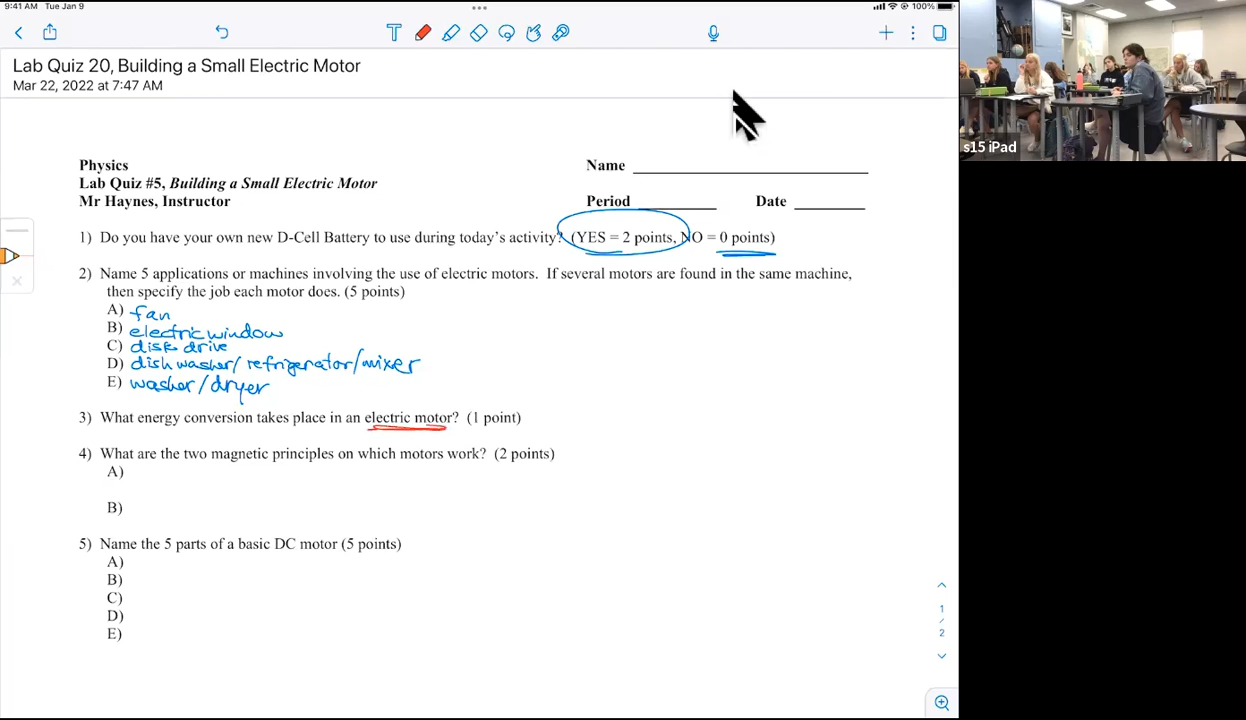 9:41 AM Tue Jan 9
100%
Lab Quiz 20, Building a Small Electric Motor
Mar 22, 2022 at 7:47 AM
s15 iPad
Physics
Name
Lab Quiz #5, Building a Small Electric Motor
Mr Haynes, Instructor
Period
Date
1) Do you have your own new D-Cell Battery to use during today's activity? (YES = 2 points, NO = 0 points)
2) Name 5 applications or machines involving the use of electric motors. If several motors are found in the same machine,
then specify the job each motor does. (5 points)
A) fan
B) electric window
C) disk drive
D) dish washer/refrigerator/mixer
E) washer/dryer
3) What energy conversion takes place in an electric motor? (1 point)
4) What are the two magnetic principles on which motors work? (2 points)
A)
B)
5) Name the 5 parts of a basic DC motor (5 points)
A)
B)
C)
D)
E)
1
/
2